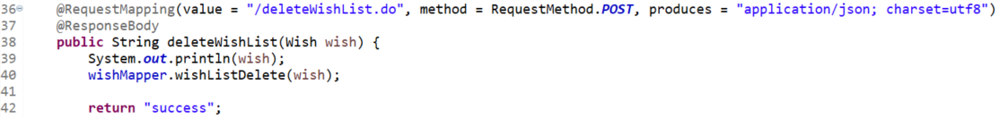 36 @RequestMapping(value = "/deleteWishList.do", method = RequestMethod.POST, produces = "application/json; charset=utf8")
37 @ResponseBody
38 public String deleteWishList(Wish wish) {
39 System.out.println(wish);
40 wishMapper.wishListDelete(wish);
41
42 return "success";